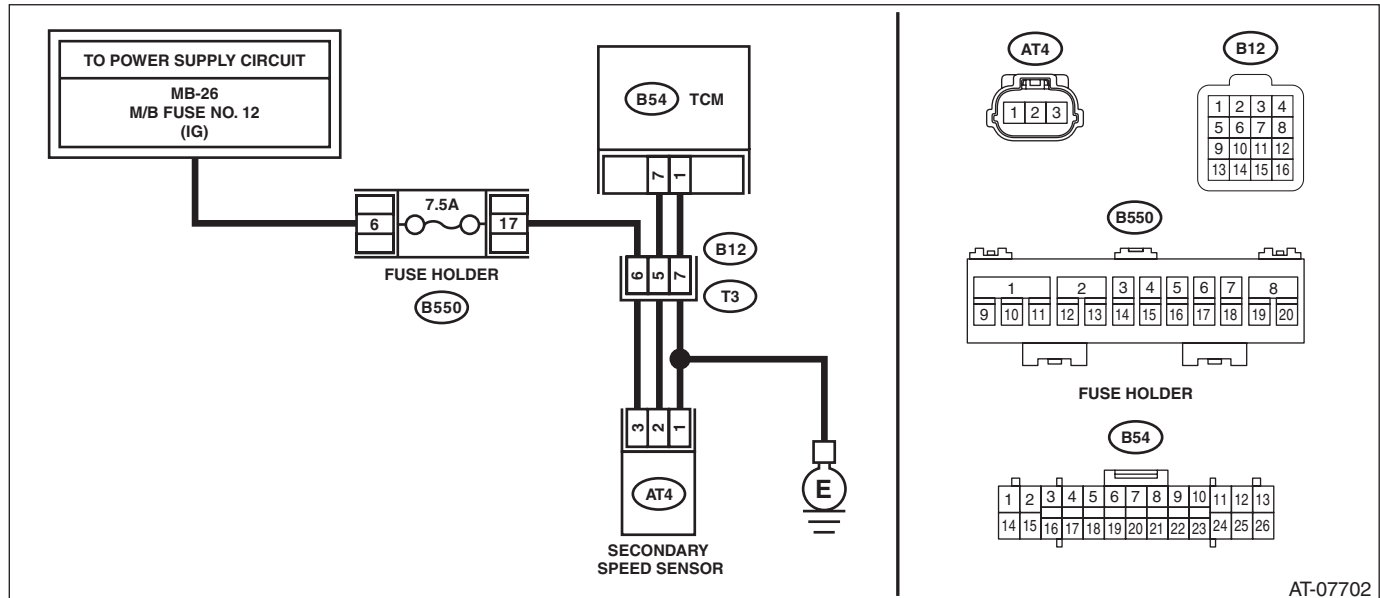 TO POWER SUPPLY CIRCUIT
MB-26
M/B FUSE NO. 12
(IG)
B54 TCM
7 1
7.5A
6 17
FUSE HOLDER
B550
6 5 7
B12
T3
3 2 1
AT4
SECONDARY
SPEED SENSOR
E
AT4
1 2 3
B12
1 2 3 4
5 6 7 8
9 10 11 12
13 14 15 16
B550
1 2 3 4 5 6 7 8
9 10 11 12 13 14 15 16 17 18 19 20
FUSE HOLDER
B54
1 2 3 4 5 6 7 8 9 10 11 12 13
14 15 16 17 18 19 20 21 22 23 24 25 26
AT-07702